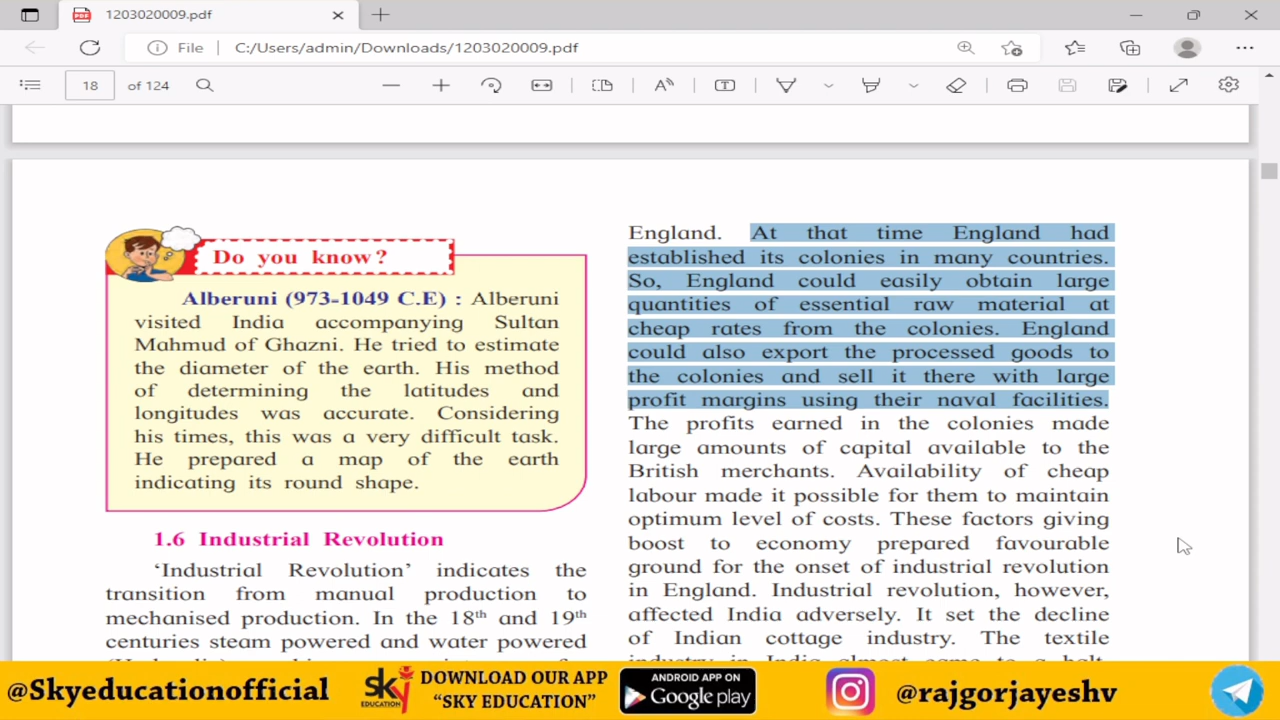 1203020009.pdf
File C:/Users/admin/Downloads/1203020009.pdf
18 of 124
Do you know?
Alberuni (973-1049 C.E) : Alberuni
visited India accompanying Sultan
Mahmud of Ghazni. He tried to estimate
the diameter of the earth. His method
of determining the latitudes and
longitudes was accurate. Considering
his times, this was a very difficult task.
He prepared a map of the earth
indicating its round shape.
1.6 Industrial Revolution
‘Industrial Revolution’ indicates the
transition from manual production to
mechanised production. In the 18th and 19th
centuries steam powered and water powered
England. At that time England had
established its colonies in many countries.
So, England could easily obtain large
quantities of essential raw material at
cheap rates from the colonies. England
could also export the processed goods to
the colonies and sell it there with large
profit margins using their naval facilities.
The profits earned in the colonies made
large amounts of capital available to the
British merchants. Availability of cheap
labour made it possible for them to maintain
optimum level of costs. These factors giving
boost to economy prepared favourable
ground for the onset of industrial revolution
in England. Industrial revolution, however,
affected India adversely. It set the decline
of Indian cottage industry. The textile
industry in India almost came to a halt.
@Skyeducationofficial
sky EDUCATION
DOWNLOAD OUR APP
“SKY EDUCATION”
ANDROID APP ON
Google play
@rajgorjayeshv